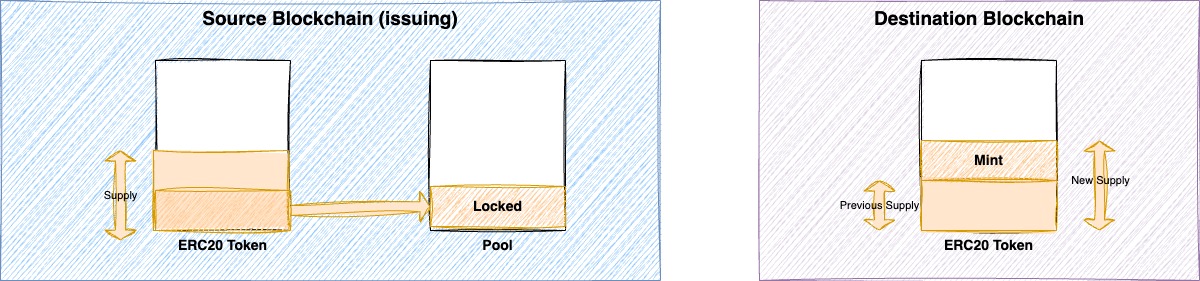 Source Blockchain (issuing)
Supply
ERC20 Token
Locked
Pool
Destination Blockchain
Mint
Previous Supply
New Supply
ERC20 Token